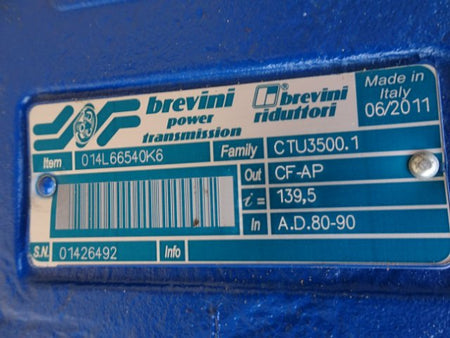 brevini
power
transmission
brevini
riduttori
Made in
Italy
06/2011
Item 014L66540K6
Family CTU3500.1
Out CF-AP
i = 139,5
In A.D.80-90
S.N. 01426492 Info